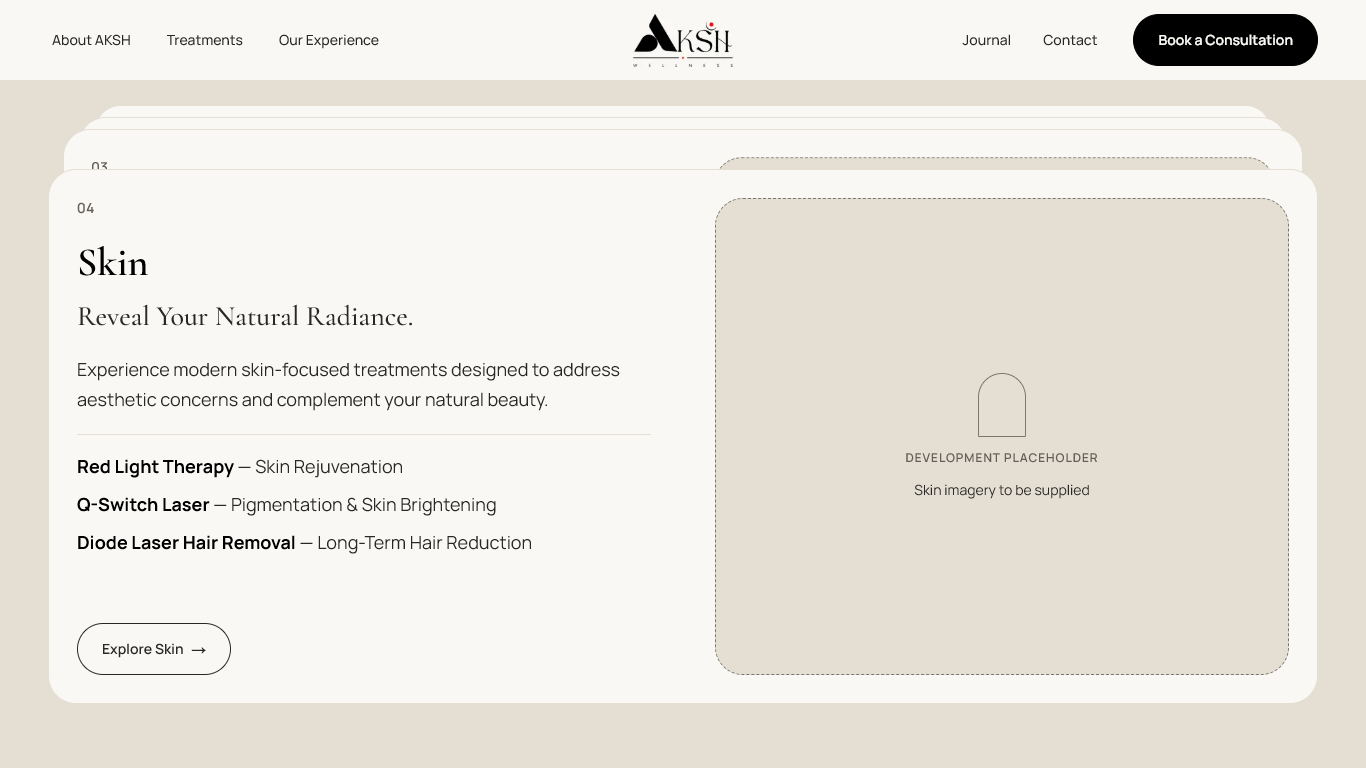 About AKSH
Treatments
Our Experience
AKSH
WELLNESS
Journal
Contact
Book a Consultation
03
04
Skin
Reveal Your Natural Radiance.
Experience modern skin-focused treatments designed to address
aesthetic concerns and complement your natural beauty.
Red Light Therapy — Skin Rejuvenation
Q-Switch Laser — Pigmentation & Skin Brightening
Diode Laser Hair Removal — Long-Term Hair Reduction
Explore Skin →
DEVELOPMENT PLACEHOLDER
Skin imagery to be supplied